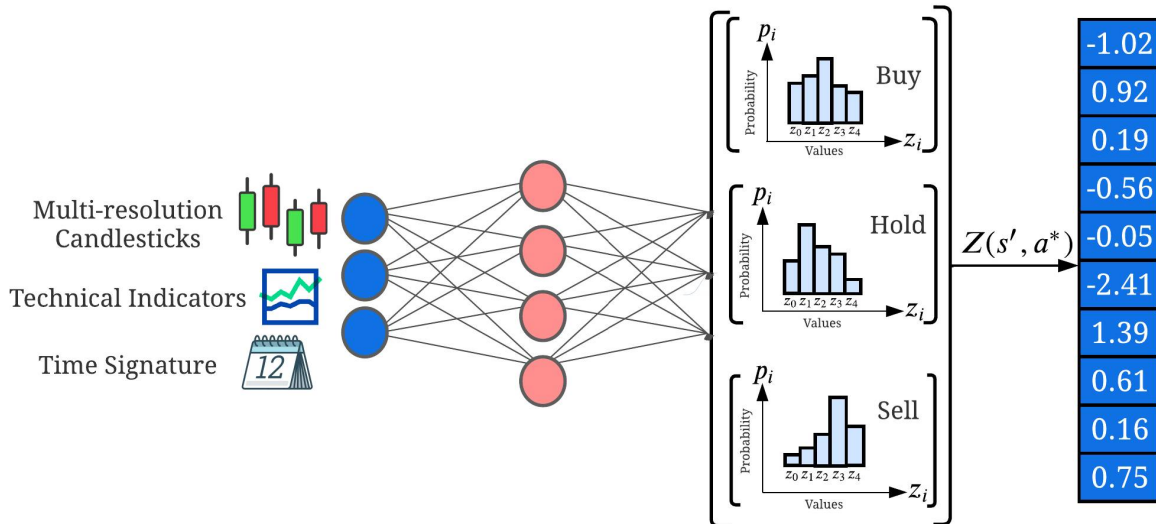 Multi-resolution
Candlesticks
Technical Indicators
Time Signature
12
p_i
Probability
Buy
z_0 z_1 z_2 z_3 z_4
Values
z_i
p_i
Probability
Hold
z_0 z_1 z_2 z_3 z_4
Values
z_i
p_i
Probability
Sell
z_0 z_1 z_2 z_3 z_4
Values
z_i
Z(s′, a*)
-1.02
0.92
0.19
-0.56
-0.05
-2.41
1.39
0.61
0.16
0.75